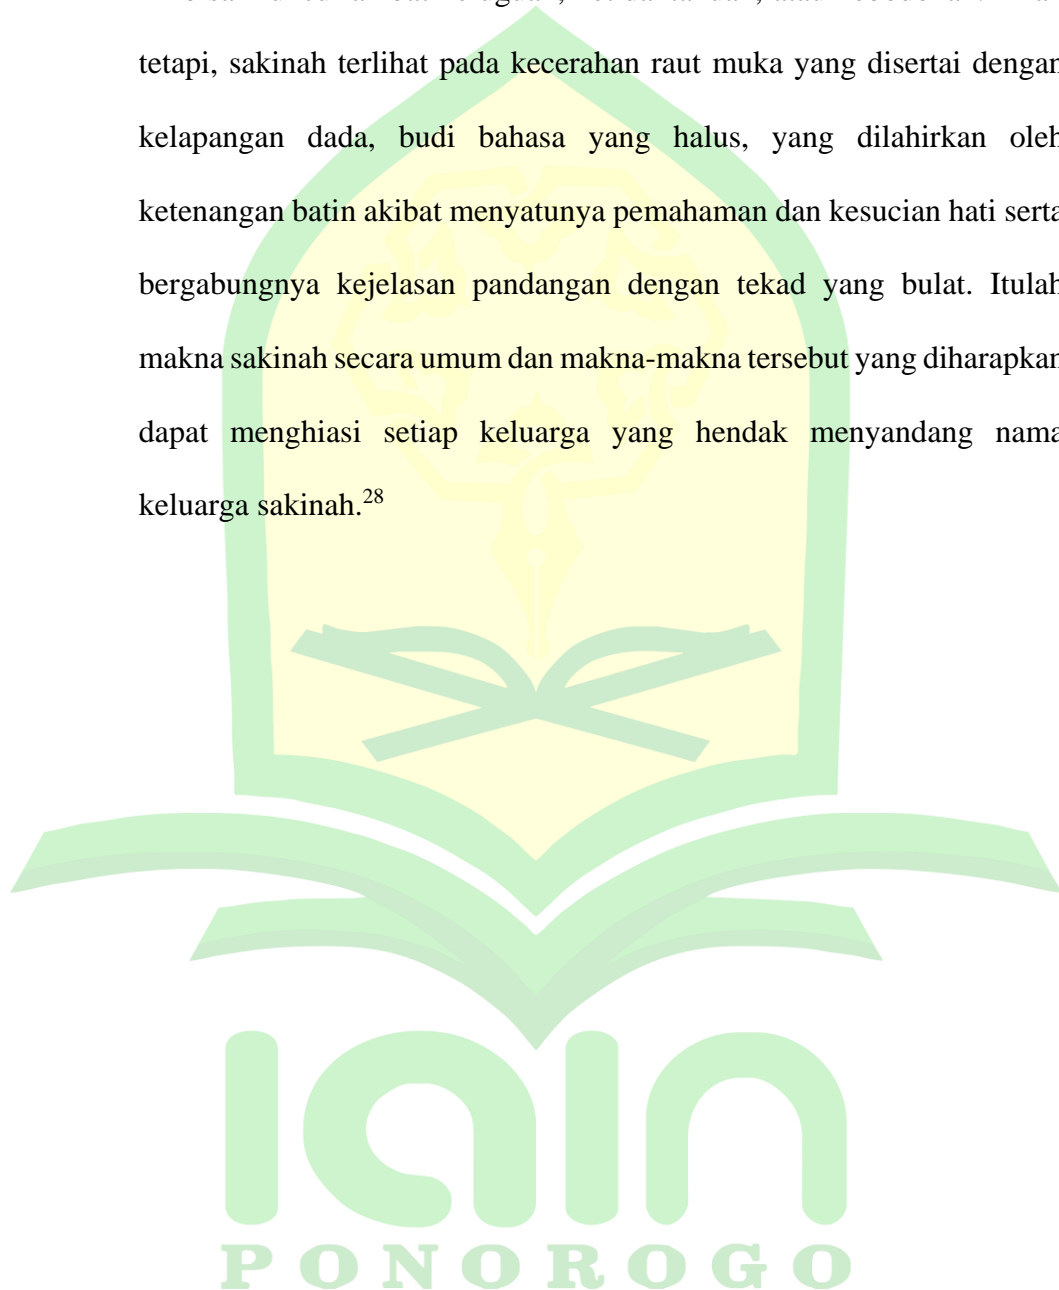 tetapi, sakinah terlihat pada kecerahan raut muka yang disertai dengan
kelapangan dada, budi bahasa yang halus, yang dilahirkan oleh
ketenangan batin akibat menyatunya pemahaman dan kesucian hati serta
bergabungnya kejelasan pandangan dengan tekad yang bulat. Itulah
makna sakinah secara umum dan makna-makna tersebut yang diharapkan
dapat menghiasi setiap keluarga yang hendak menyandang nama
keluarga sakinah.28
iain
PONOROGO